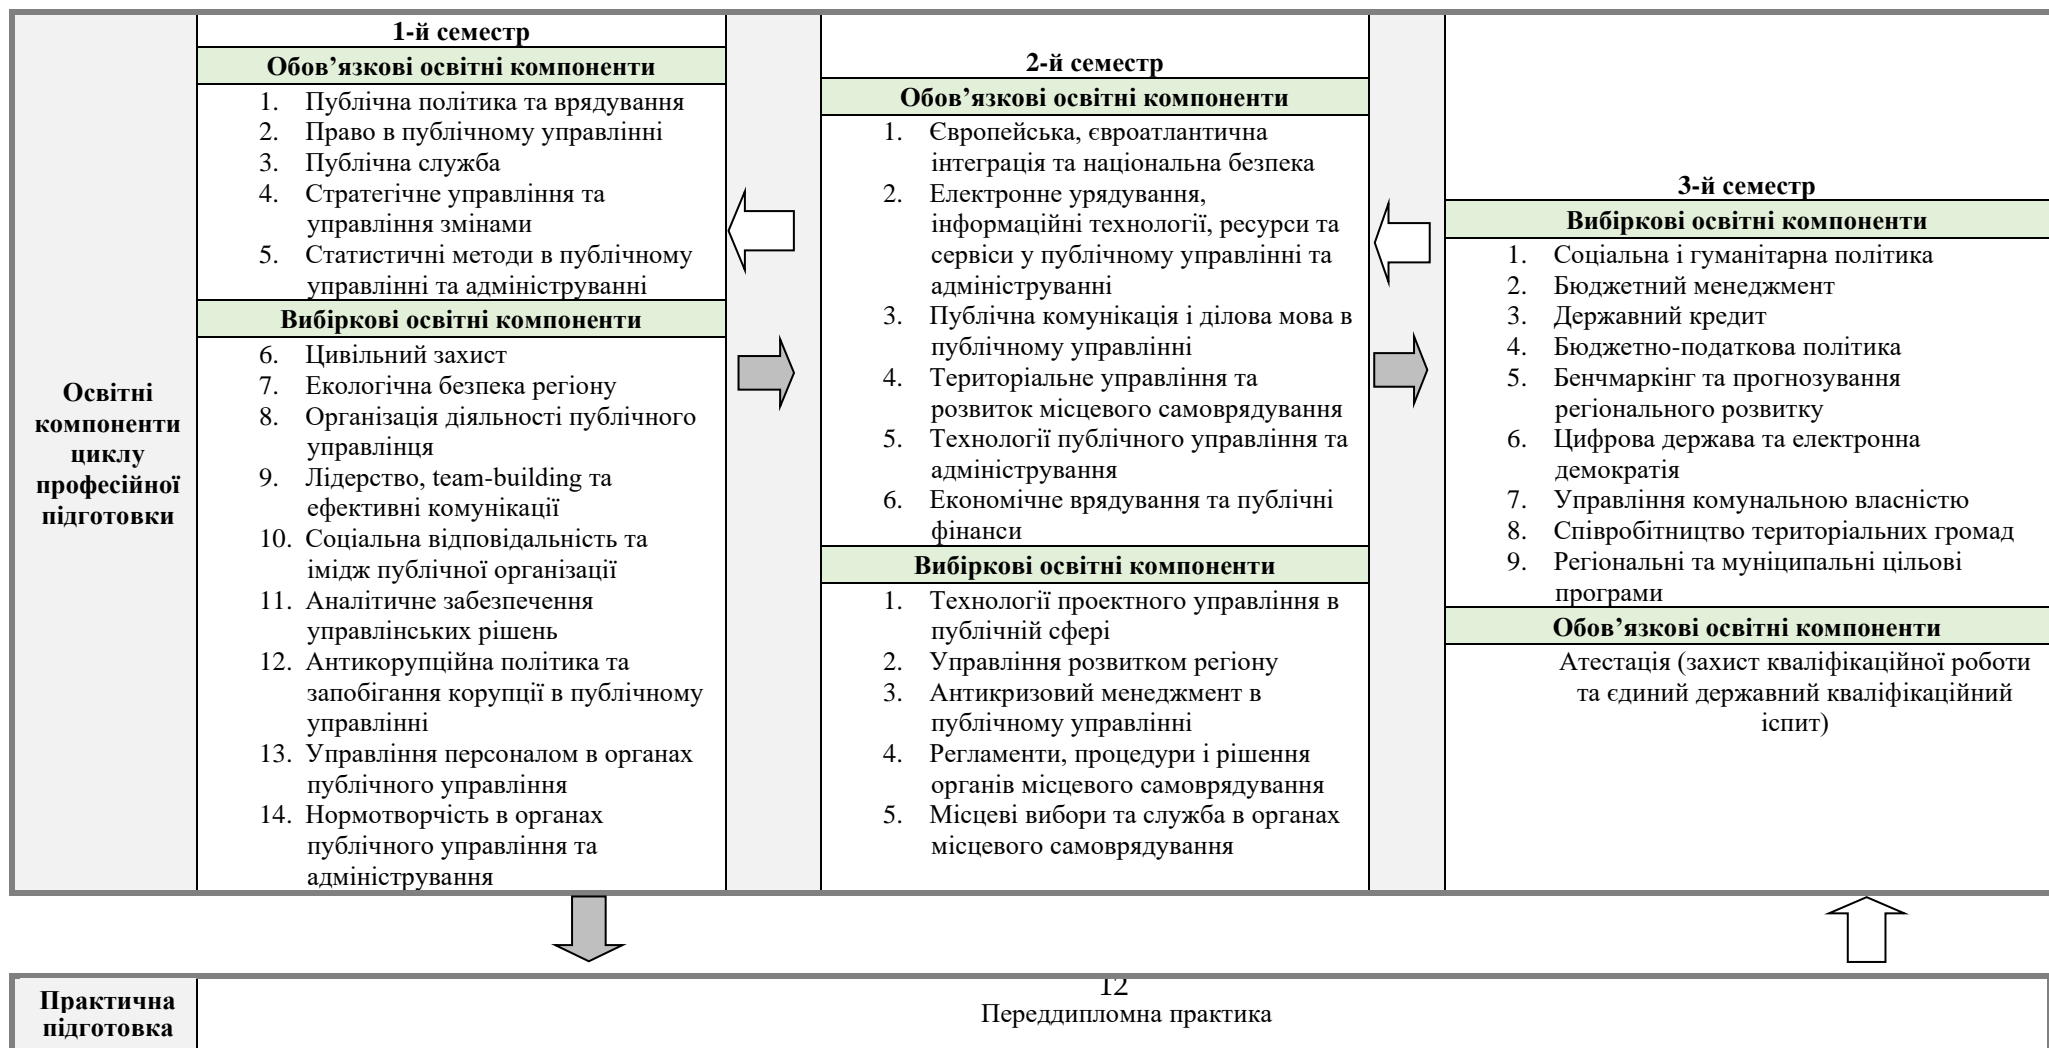 Освітні
компоненти
циклу
професійної
підготовки
1-й семестр
Обов’язкові освітні компоненти
1. Публічна політика та врядування
2. Право в публічному управлінні
3. Публічна служба
4. Стратегічне управління та
управління змінами
5. Статистичні методи в публічному
управлінні та адмініструванні
Вибіркові освітні компоненти
6. Цивільний захист
7. Екологічна безпека регіону
8. Організація діяльності публічного
управлінця
9. Лідерство, team-building та
ефективні комунікації
10. Соціальна відповідальність та
імідж публічної організації
11. Аналітичне забезпечення
управлінських рішень
12. Антикорупційна політика та
запобігання корупції в публічному
управлінні
13. Управління персоналом в органах
публічного управління
14. Нормотворчість в органах
публічного управління та
адміністрування
2-й семестр
Обов’язкові освітні компоненти
1. Європейська, євроатлантична
інтеграція та національна безпека
2. Електронне урядування,
інформаційні технології, ресурси та
сервіси у публічному управлінні та
адмініструванні
3. Публічна комунікація і ділова мова в
публічному управлінні
4. Територіальне управління та
розвиток місцевого самоврядування
5. Технології публічного управління та
адміністрування
6. Економічне врядування та публічні
фінанси
Вибіркові освітні компоненти
1. Технології проектного управління в
публічній сфері
2. Управління розвитком регіону
3. Антикризовий менеджмент в
публічному управлінні
4. Регламенти, процедури і рішення
органів місцевого самоврядування
5. Місцеві вибори та служба в органах
місцевого самоврядування
3-й семестр
Вибіркові освітні компоненти
1. Соціальна і гуманітарна політика
2. Бюджетний менеджмент
3. Державний кредит
4. Бюджетно-податкова політика
5. Бенчмаркінг та прогнозування
регіонального розвитку
6. Цифрова держава та електронна
демократія
7. Управління комунальною власністю
8. Співробітництво територіальних громад
9. Регіональні та муніципальні цільові
програми
Обов’язкові освітні компоненти
Атестація (захист кваліфікаційної роботи
та єдиний державний кваліфікаційний
іспит)
Практична
підготовка
12
Переддипломна практика